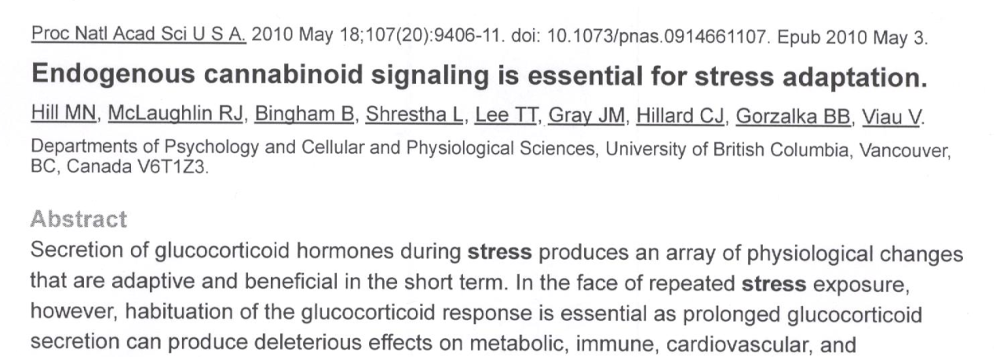 Proc Natl Acad Sci U S A. 2010 May 18;107(20):9406-11. doi: 10.1073/pnas.0914661107. Epub 2010 May 3.
Endogenous cannabinoid signaling is essential for stress adaptation.
Hill MN, McLaughlin RJ, Bingham B, Shrestha L, Lee TT, Gray JM, Hillard CJ, Gorzalka BB, Viau V.
Departments of Psychology and Cellular and Physiological Sciences, University of British Columbia, Vancouver,
BC, Canada V6T1Z3.
Abstract
Secretion of glucocorticoid hormones during stress produces an array of physiological changes
that are adaptive and beneficial in the short term. In the face of repeated stress exposure,
however, habituation of the glucocorticoid response is essential as prolonged glucocorticoid
secretion can produce deleterious effects on metabolic, immune, cardiovascular, and